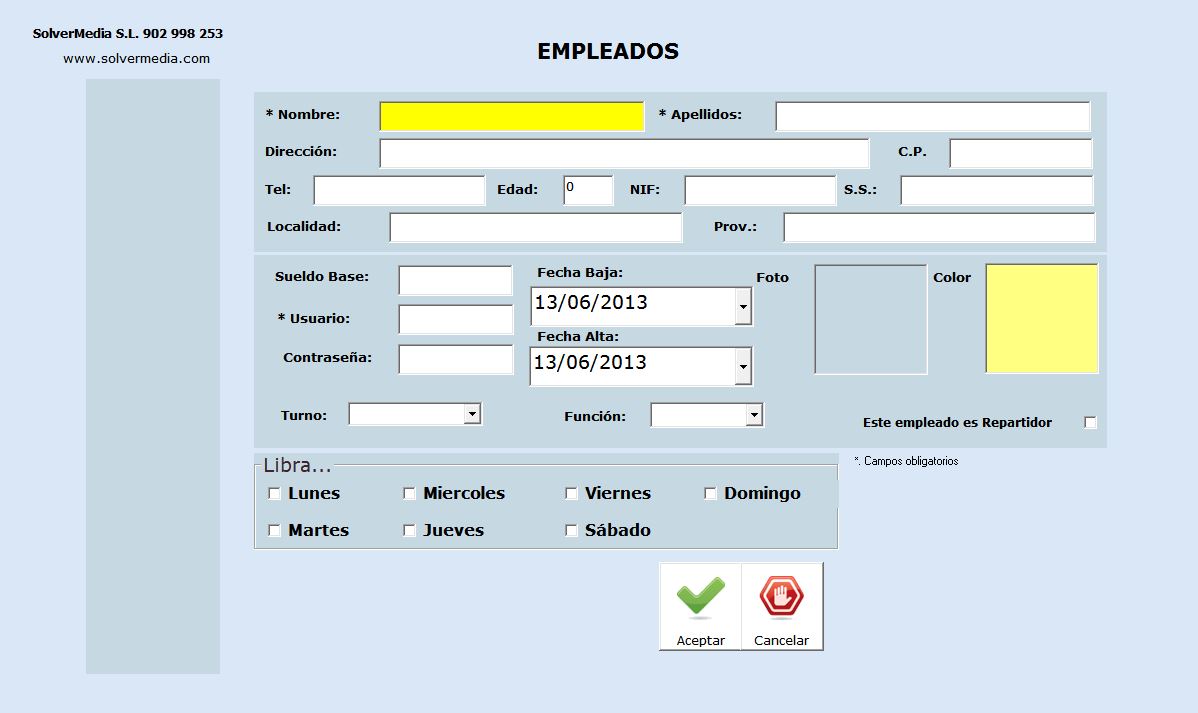 SolverMedia S.L. 902 998 253
www.solvermedia.com
EMPLEADOS
* Nombre: * Apellidos:
Dirección: C.P.
Tel: Edad: 0 NIF: S.S.:
Localidad: Prov.:
Sueldo Base: Fecha Baja: Foto Color
13/06/2013
* Usuario:
Fecha Alta:
Contraseña: 13/06/2013
Turno: Función: Este empleado es Repartidor
*. Campos obligatorios
Libra...
Lunes Miercoles Viernes Domingo
Martes Jueves Sábado
Aceptar Cancelar